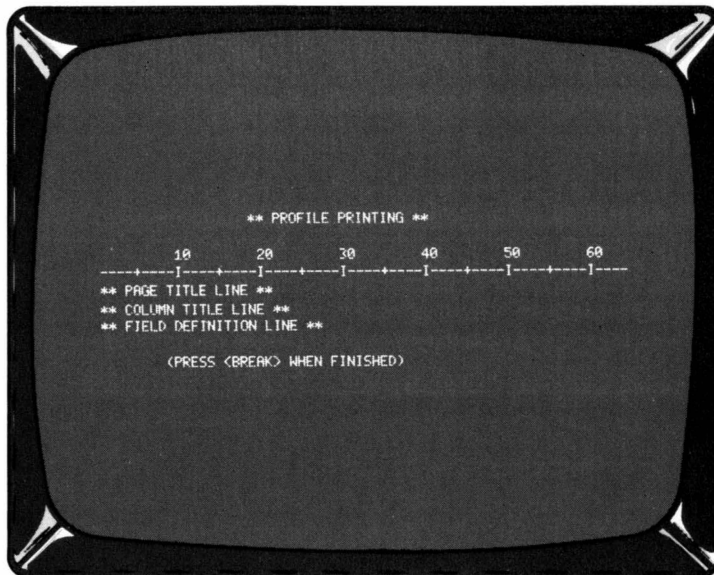 ** PROFILE PRINTING **
10 20 30 40 50 60
----+----I----+----I----+----I----+----I----+----I----+----I----
** PAGE TITLE LINE **
** COLUMN TITLE LINE **
** FIELD DEFINITION LINE **
(PRESS <BREAK> WHEN FINISHED)